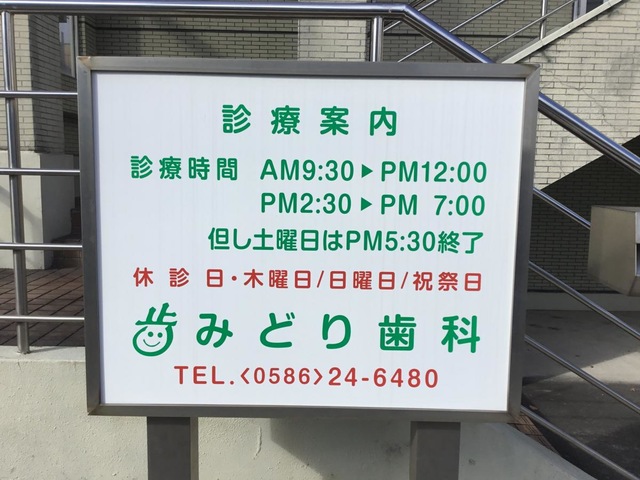 診療案内
診療時間 AM9:30▶PM12:00
PM2:30▶PM 7:00
但し土曜日はPM5:30終了
休診日・木曜日/日曜日/祝祭日
歯みどり歯科
TEL.〈0586〉24-6480